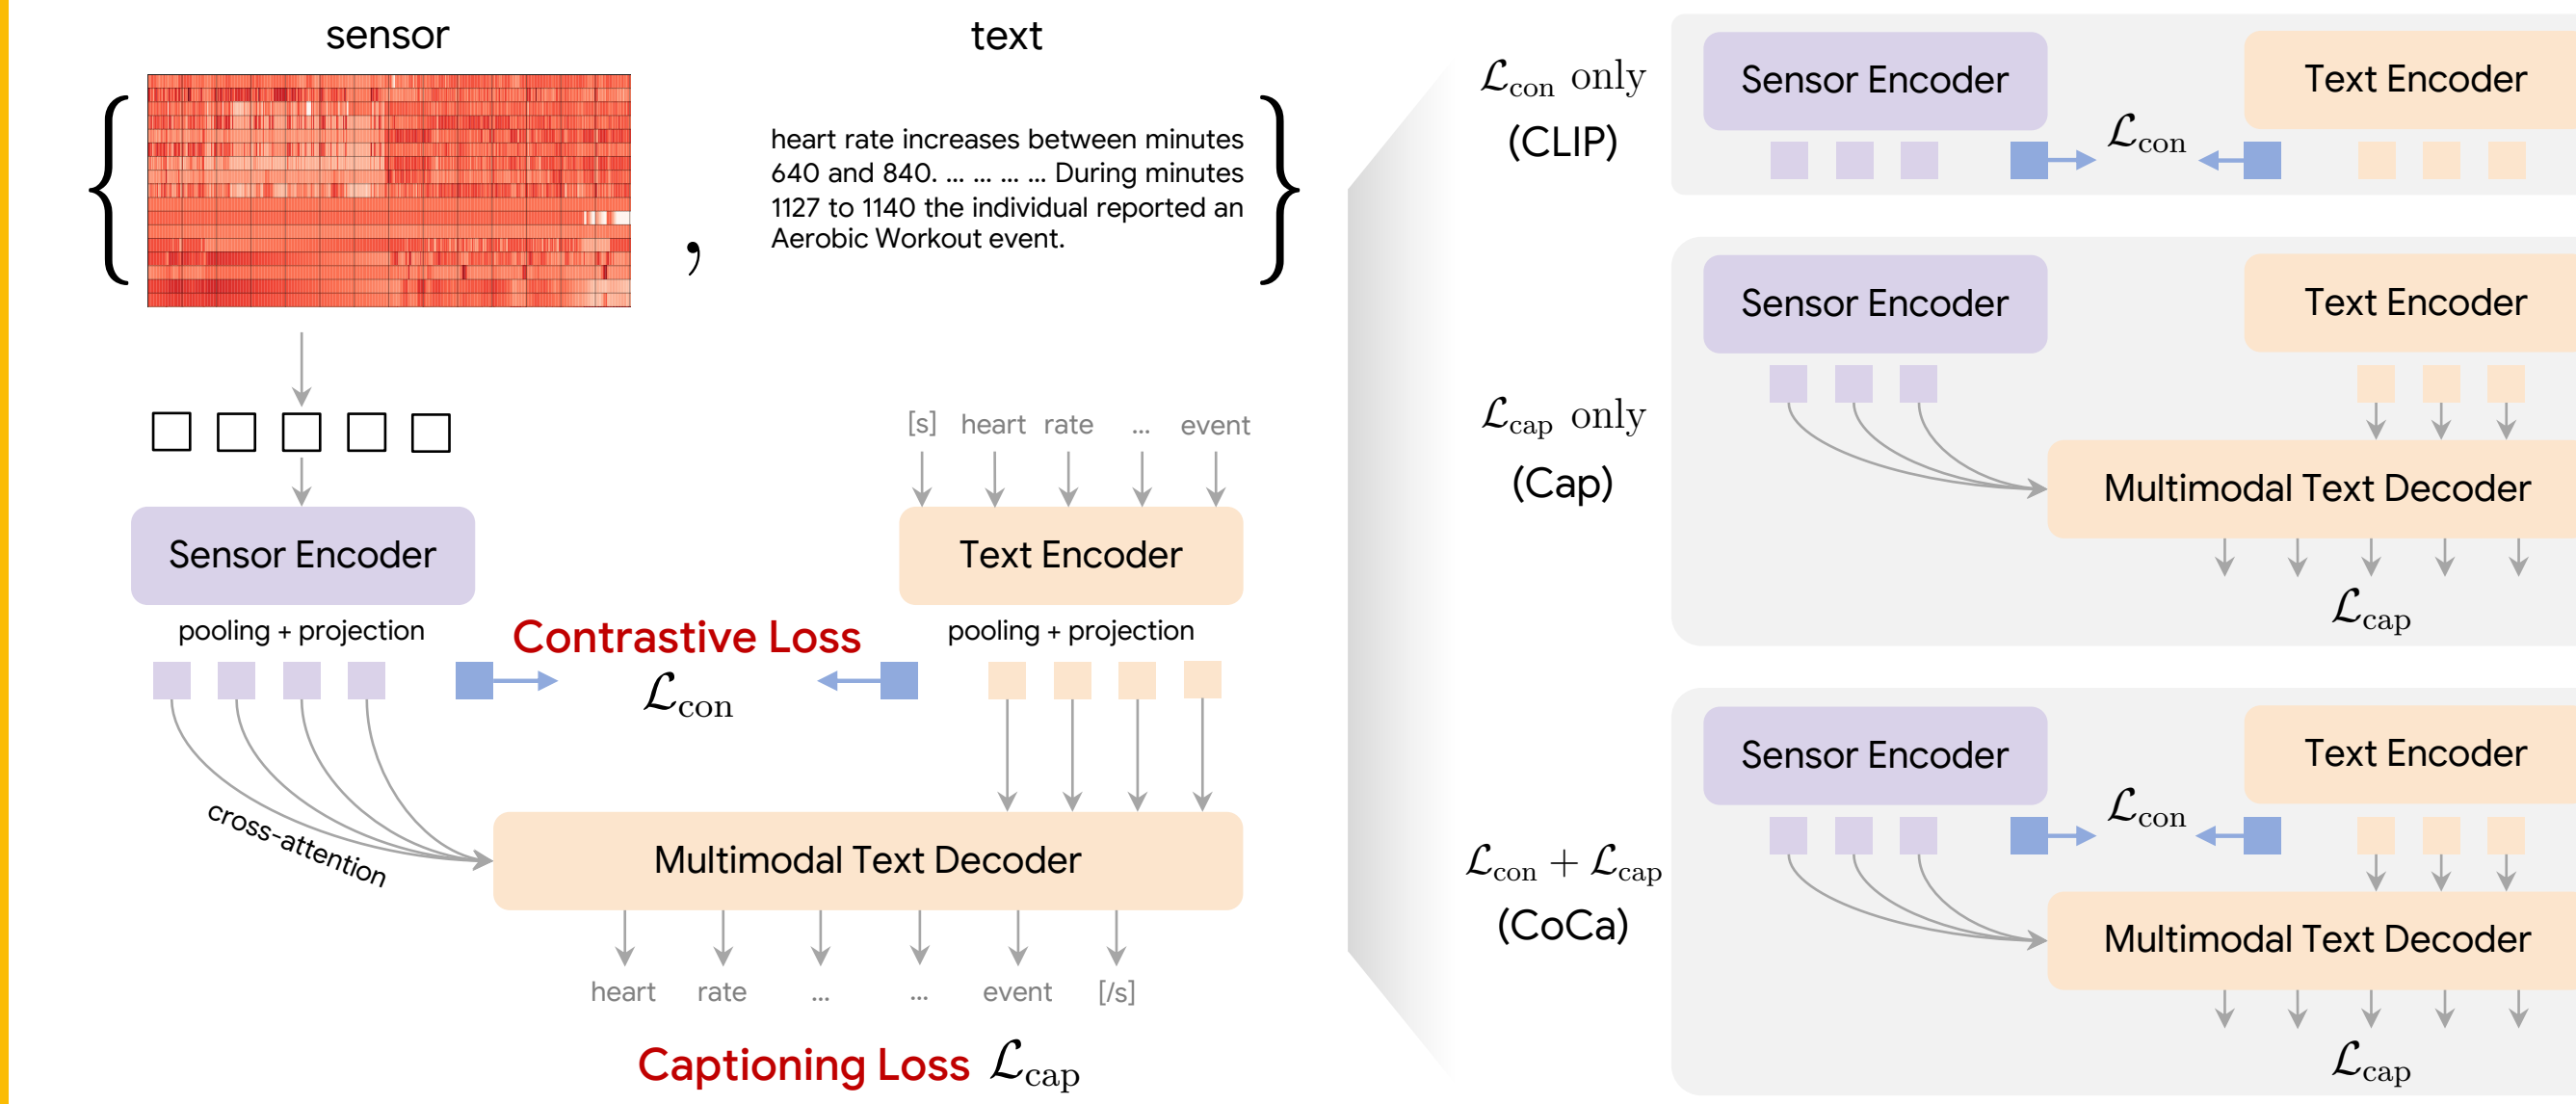 sensor
text
heart rate increases between minutes
640 and 840. ... ... ... ... During minutes
1127 to 1140 the individual reported an
Aerobic Workout event.
,
[s] heart rate ... event
Sensor Encoder
Text Encoder
pooling + projection
pooling + projection
Contrastive Loss
ℒcon
cross-attention
Multimodal Text Decoder
heart rate ... ... event [/s]
Captioning Loss ℒcap
ℒcon only
(CLIP)
Sensor Encoder
Text Encoder
ℒcon
ℒcap only
(Cap)
Sensor Encoder
Text Encoder
Multimodal Text Decoder
ℒcap
ℒcon + ℒcap
(CoCa)
Sensor Encoder
Text Encoder
ℒcon
Multimodal Text Decoder
ℒcap